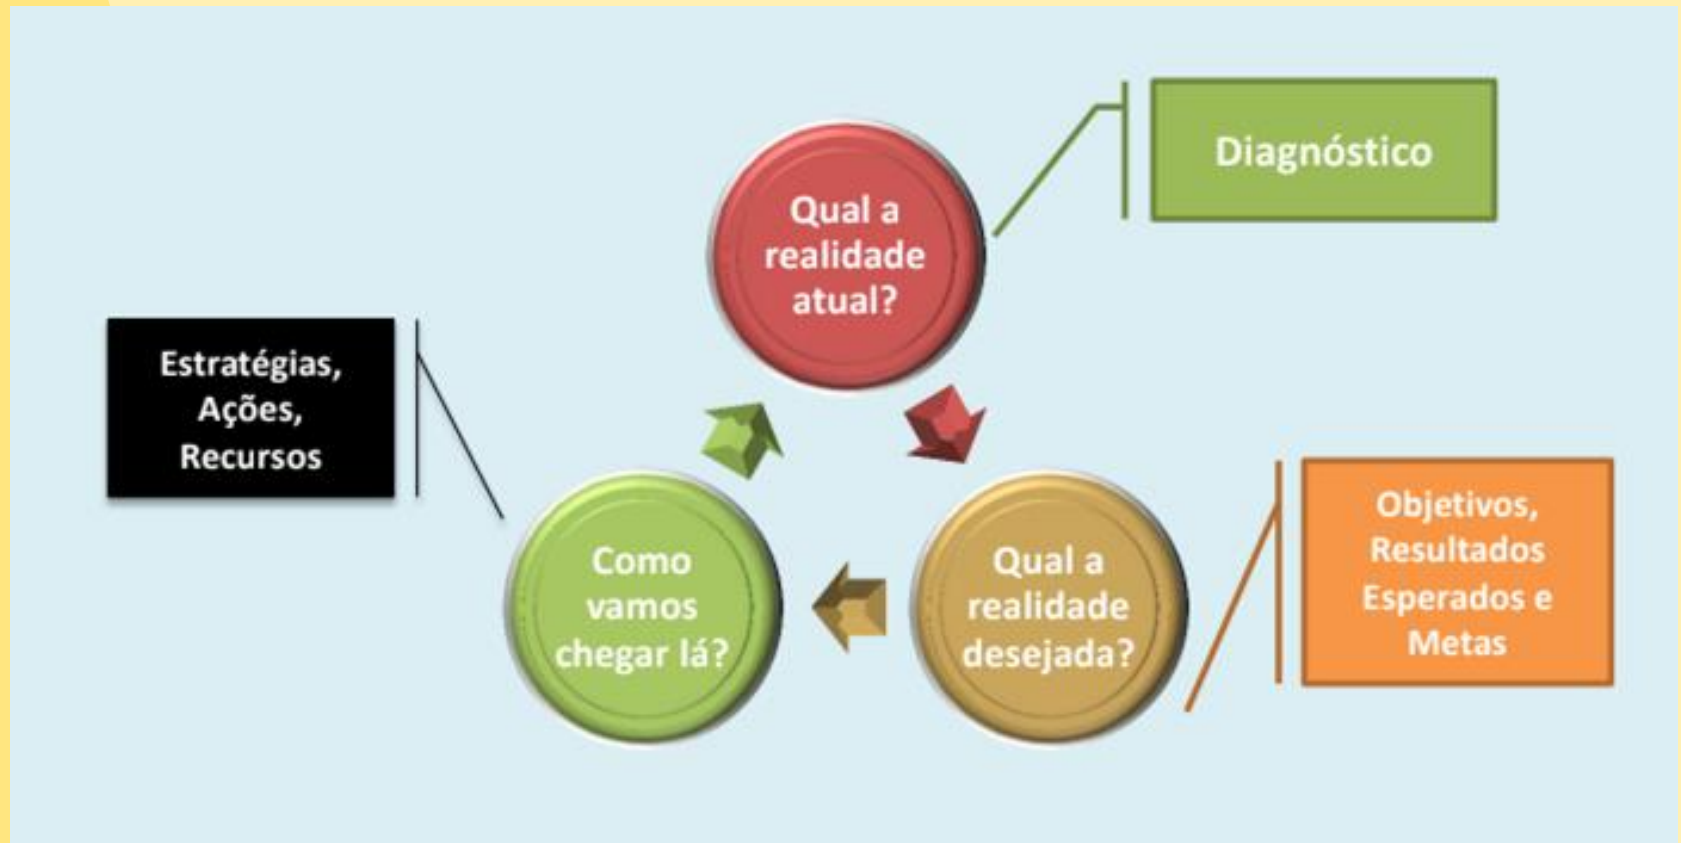 Diagnóstico
Qual a
realidade
atual?
Estratégias,
Ações,
Recursos
Como
vamos
chegar lá?
Qual a
realidade
desejada?
Objetivos,
Resultados
Esperados e
Metas